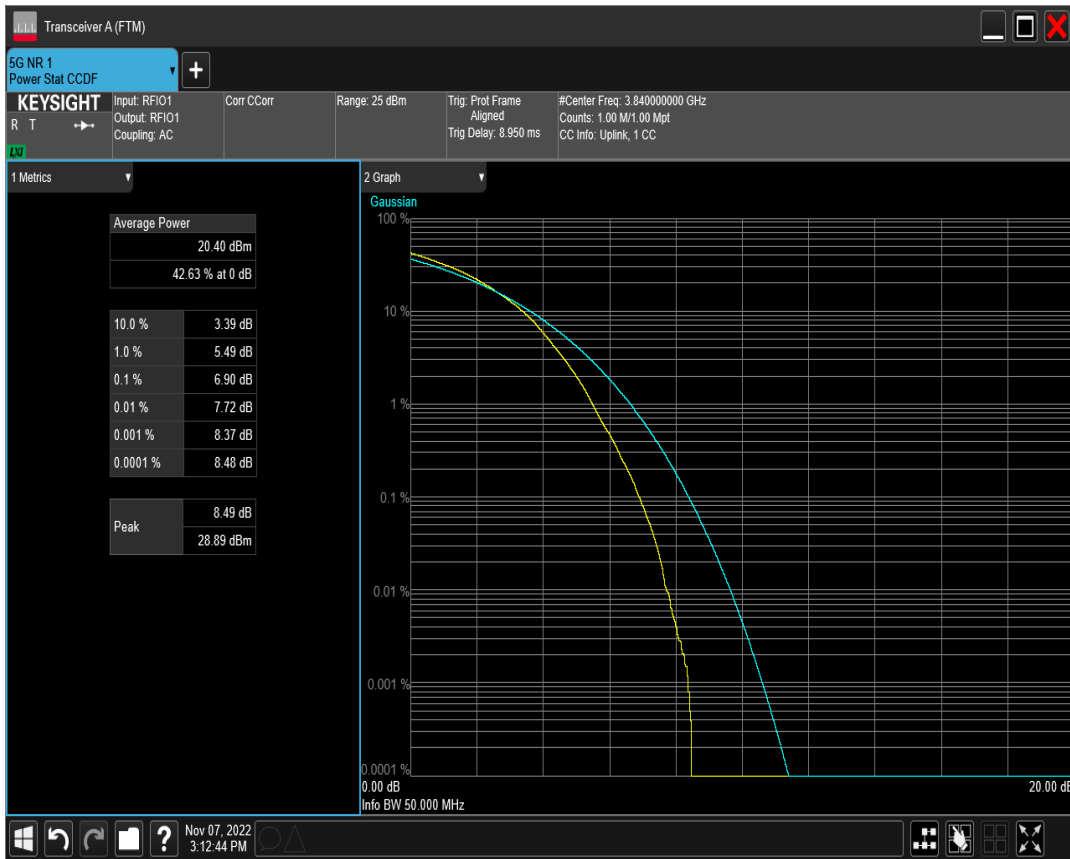 Transceiver A (FTM)
5G NR 1
Power Stat CCDF
+
KEYSIGHT
R T
LXI
Input: RFIO1
Output: RFIO1
Coupling: AC
Corr CCorr
Range: 25 dBm
Trig: Prot Frame
Aligned
Trig Delay: 8.950 ms
#Center Freq: 3.840000000 GHz
Counts: 1.00 M/1.00 Mpt
CC Info: Uplink, 1 CC
1 Metrics
Average Power
20.40 dBm
42.63 % at 0 dB
10.0 % 3.39 dB
1.0 % 5.49 dB
0.1 % 6.90 dB
0.01 % 7.72 dB
0.001 % 8.37 dB
0.0001 % 8.48 dB
Peak
8.49 dB
28.89 dBm
2 Graph
Gaussian
100 %
10 %
1 %
0.1 %
0.01 %
0.001 %
0.0001 %
0.00 dB
20.00 dB
Info BW 50.000 MHz
?
Nov 07, 2022
3:12:44 PM